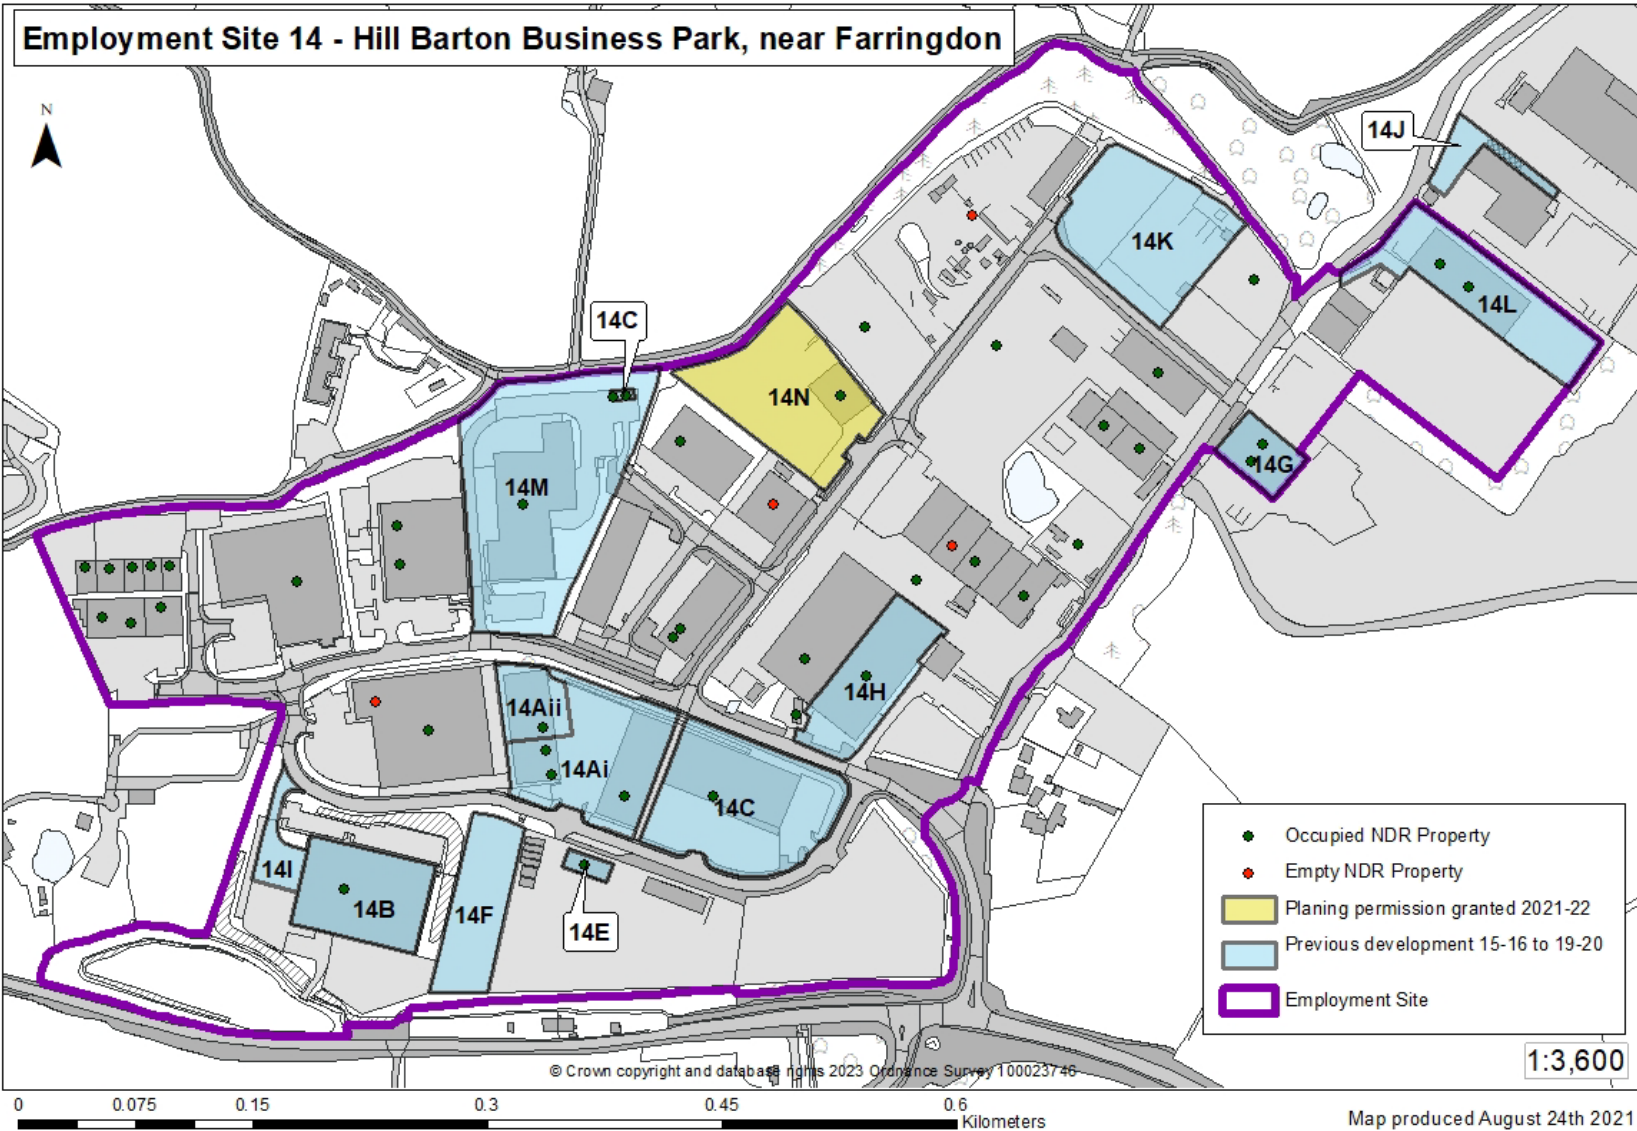 Employment Site 14 - Hill Barton Business Park, near Farringdon
N
14J
14K
14L
14C
14N
14M
14G
14H
14Aii
14Ai
14C
14I
14B
14F
14E
Occupied NDR Property
Empty NDR Property
Planing permission granted 2021-22
Previous development 15-16 to 19-20
Employment Site
1:3,600
© Crown copyright and database rights 2023 Ordnance Survey 100023746
0 0.075 0.15 0.3 0.45 0.6
Kilometers
Map produced August 24th 2021